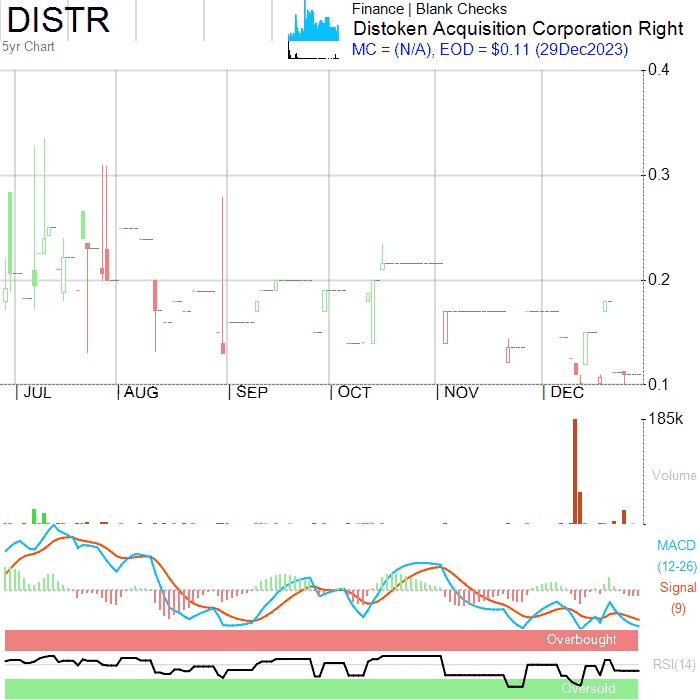 DISTR
5yr Chart
Finance | Blank Checks
Distoken Acquisition Corporation Right
MC = (N/A), EOD = $0.11 (29Dec2023)
0.4
0.3
0.2
0.1
JUL
AUG
SEP
OCT
NOV
DEC
185k
Volume
MACD
(12-26)
Signal
(9)
Overbought
RSI(14)
Oversold